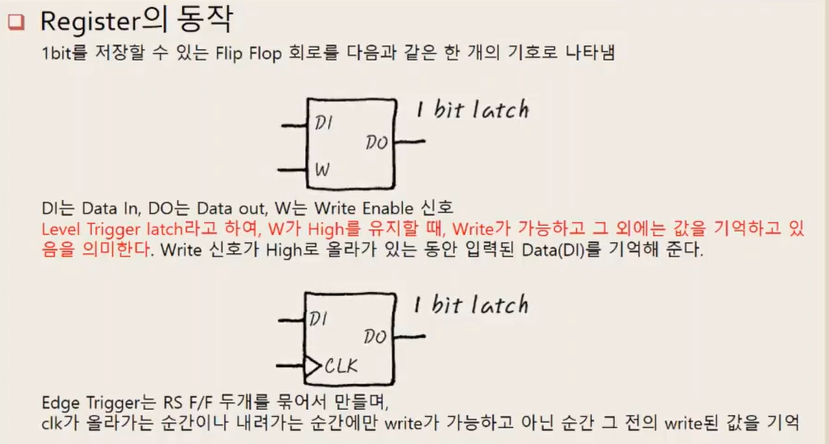 Register의 동작
1bit를 저장할 수 있는 Flip Flop 회로를 다음과 같은 한 개의 기호로 나타냄
1 bit latch
DI
DO
W
DI는 Data In, DO는 Data out, W는 Write Enable 신호
Level Trigger latch라고 하여, W가 High를 유지할 때, Write가 가능하고 그 외에는 값을 기억하고 있
음을 의미한다. Write 신호가 High로 올라가 있는 동안 입력된 Data(DI)를 기억해 준다.
1 bit latch
DI
DO
CLK
Edge Trigger는 RS F/F 두개를 묶어서 만들며,
clk가 올라가는 순간이나 내려가는 순간에만 write가 가능하고 아닌 순간 그 전의 write된 값을 기억